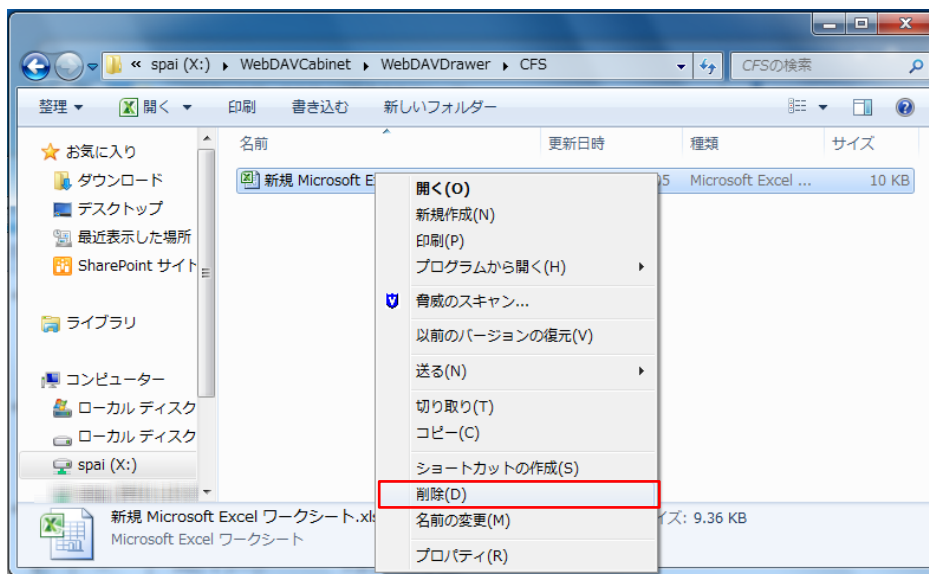 « spai (X:) ▸ WebDAVCabinet ▸ WebDAVDrawer ▸ CFS
CFSの検索
整理 開く 印刷 書き込む 新しいフォルダー
名前 更新日時 種類 サイズ
お気に入り
ダウンロード
デスクトップ
最近表示した場所
SharePoint サイト
ライブラリ
コンピューター
ローカル ディスク
ローカル ディスク
spai (X:)
新規 Microsoft E
Microsoft Excel ... 10 KB
開く(O)
新規作成(N)
印刷(P)
プログラムから開く(H)
脅威のスキャン...
以前のバージョンの復元(V)
送る(N)
切り取り(T)
コピー(C)
ショートカットの作成(S)
削除(D)
名前の変更(M)
プロパティ(R)
新規 Microsoft Excel ワークシート.xls
Microsoft Excel ワークシート
イズ: 9.36 KB